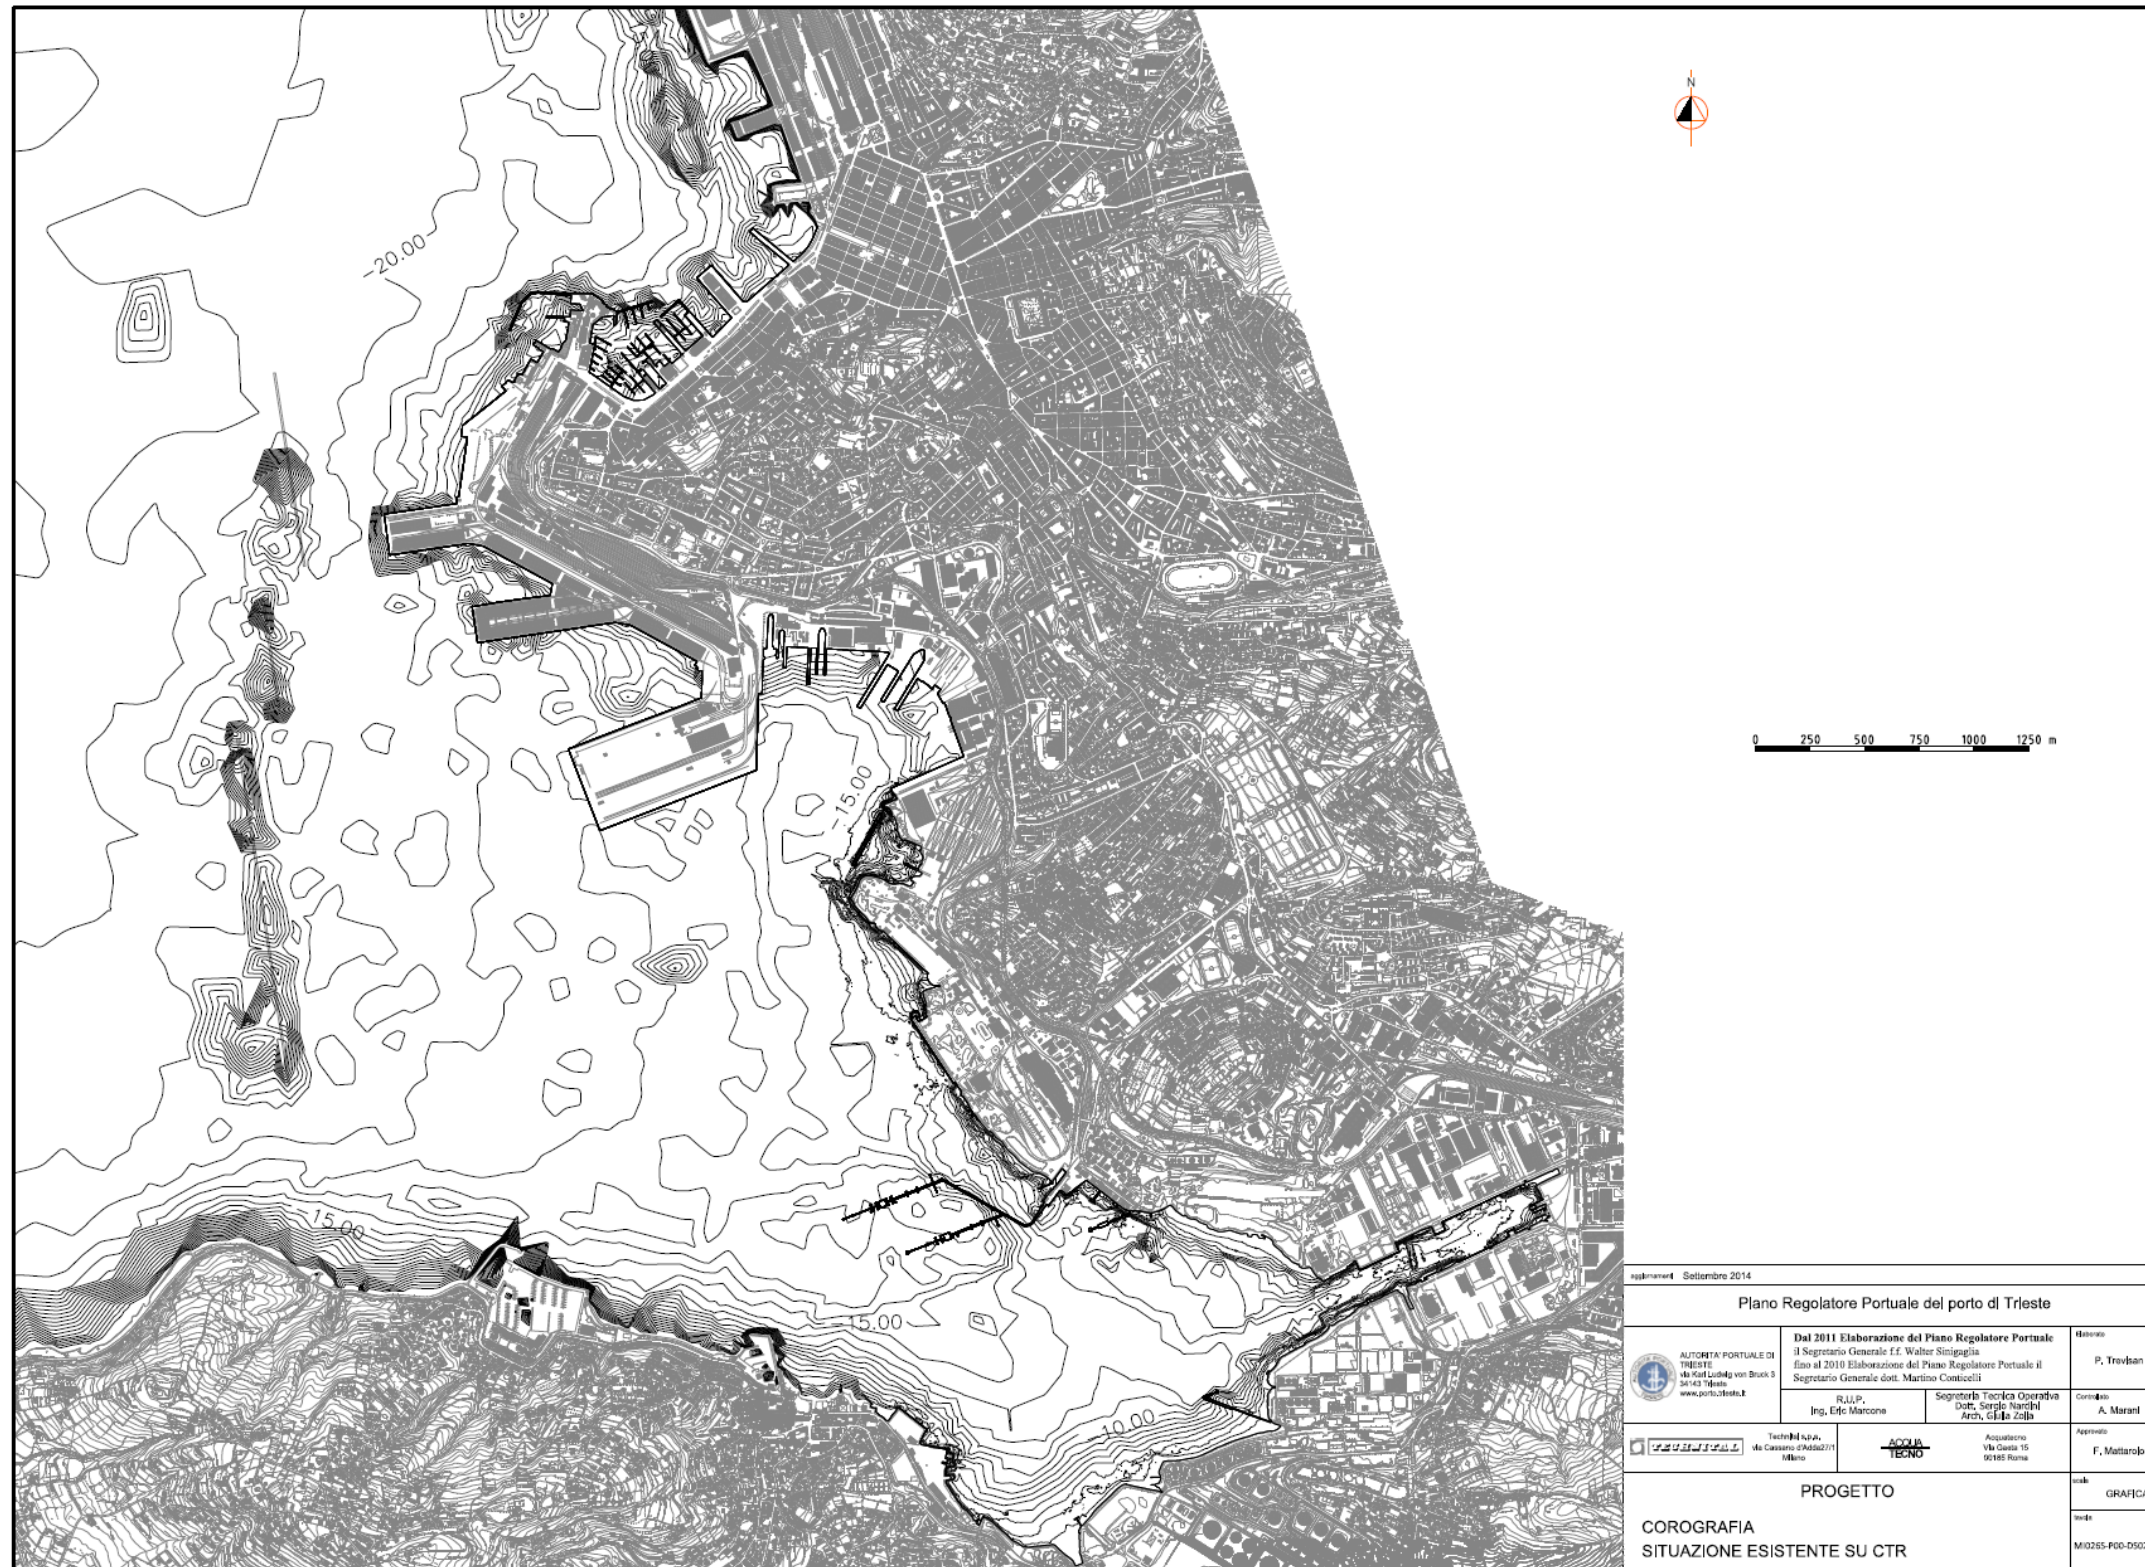 N
-20.00
0 250 500 750 1000 1250 m
-15.00
-15.00
-15.00
-10.00
aggiornamenti Settembre 2014
Piano Regolatore Portuale del porto di Trieste
AUTORITA' PORTUALE DI
TRIESTE
via Karl Ludwig von Bruck 3
34143 Trieste
www.porto.trieste.it
Dal 2011 Elaborazione del Piano Regolatore Portuale
il Segretario Generale f.f. Walter Sinigaglia
fino al 2010 Elaborazione del Piano Regolatore Portuale il
Segretario Generale dott. Martino Conticelli
Elaborato
P. Trevisan
R.U.P.
Ing. Eric Marcone
Segreteria Tecnica Operativa
Dott. Sergio Nardini
Arch. Giulia Zolia
Controllato
A. Marani
TECHNITAL
Technital s.p.a.
via Cassano d'Adda27/1
Milano
ACQUA
TECNO
Acquatecno
Via Gaeta 15
00185 Roma
Approvato
F. Mattarolo
PROGETTO
scala
GRAFICA
COROGRAFIA
SITUAZIONE ESISTENTE SU CTR
tavola